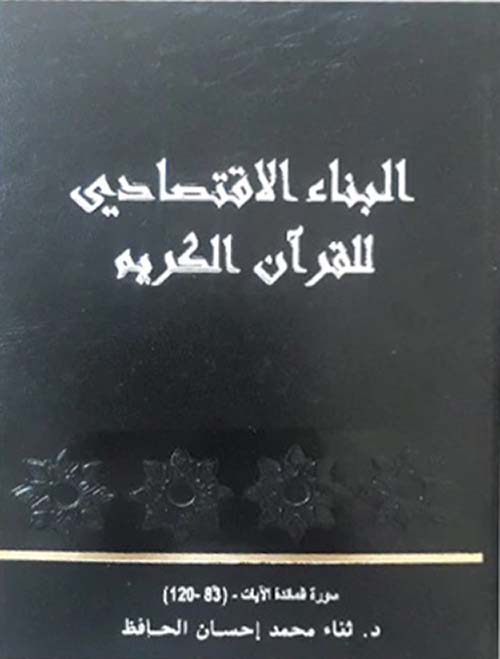 البناء الاقتصادي
للقرآن الكريم
سورة المائدة الآيات - (83-120)
د. ثناء محمد إحسان الحافظ